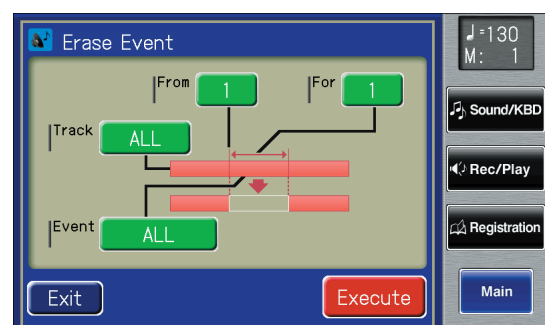 Erase Event
From 1
For 1
Track ALL
Event ALL
Exit
Execute
♩=130
M: 1
Sound/KBD
Rec/Play
Registration
Main